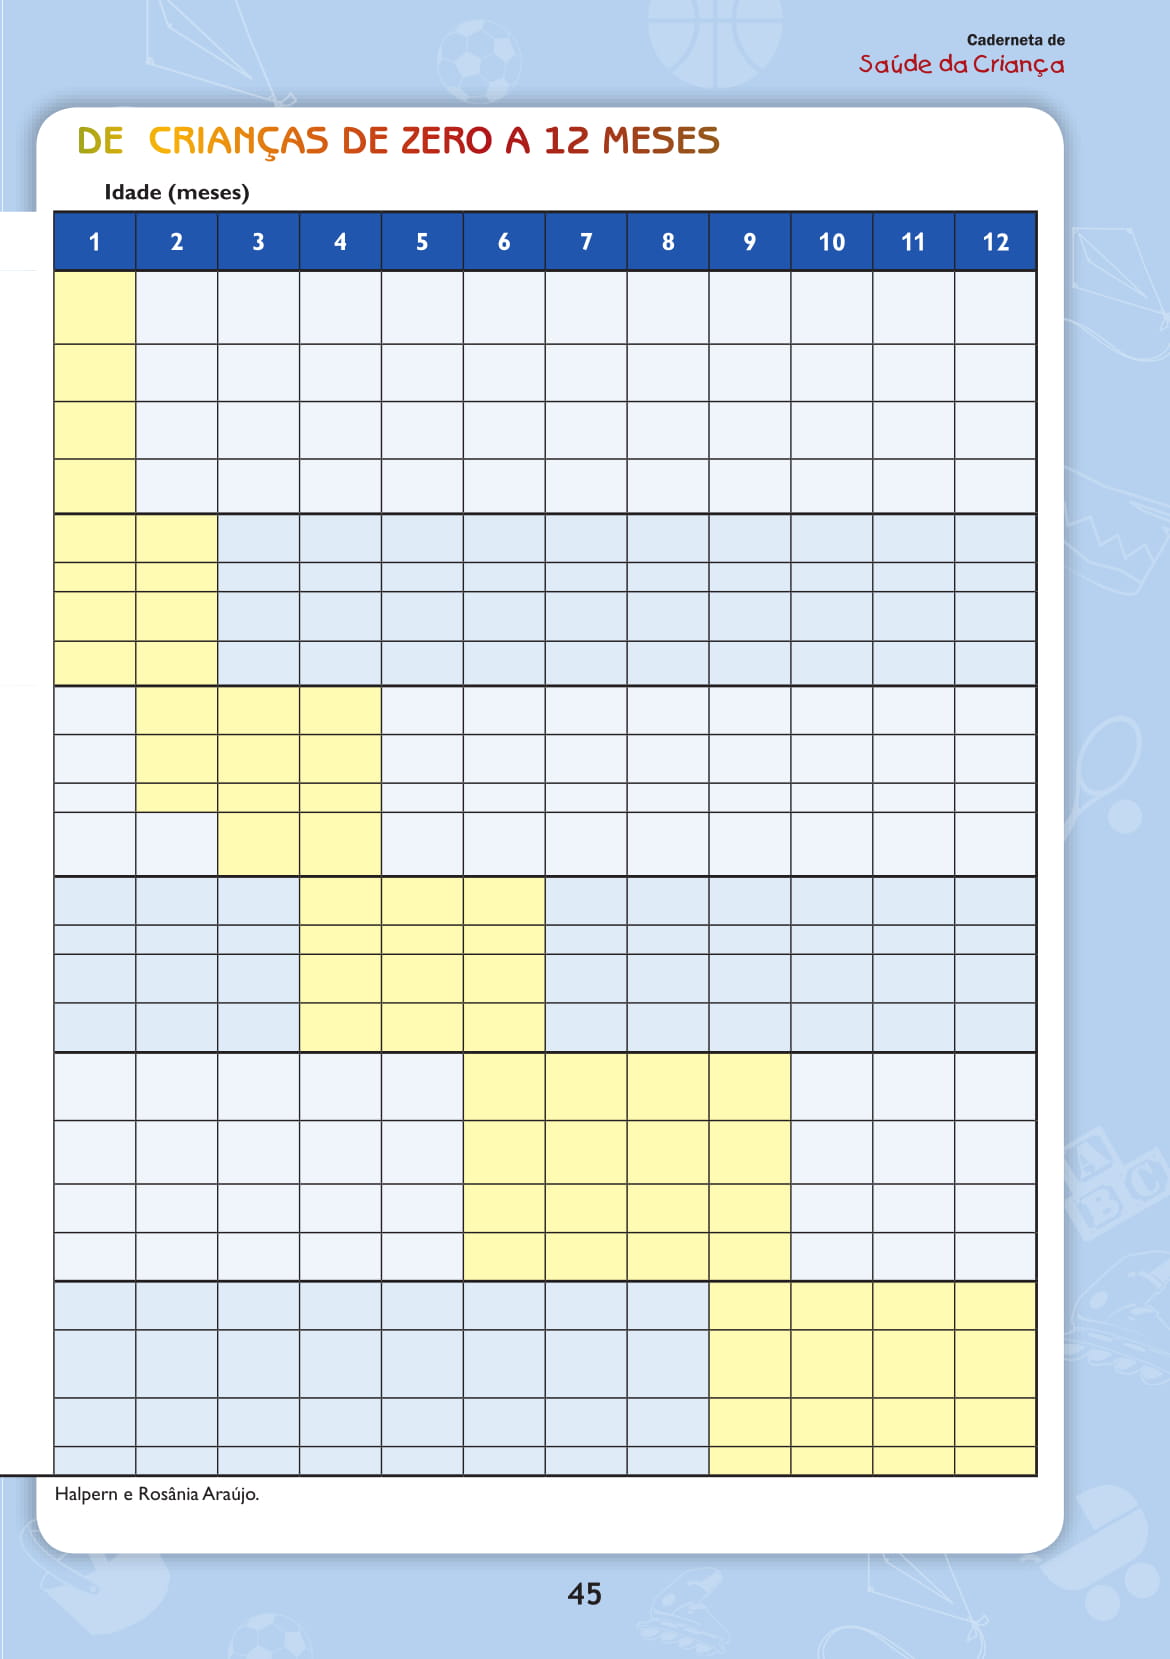 Caderneta de
Saúde da Criança
DE CRIANÇAS DE ZERO A 12 MESES
Idade (meses)
1 2 3 4 5 6 7 8 9 10 11 12
Halpern e Rosânia Araújo.
45
A
B C